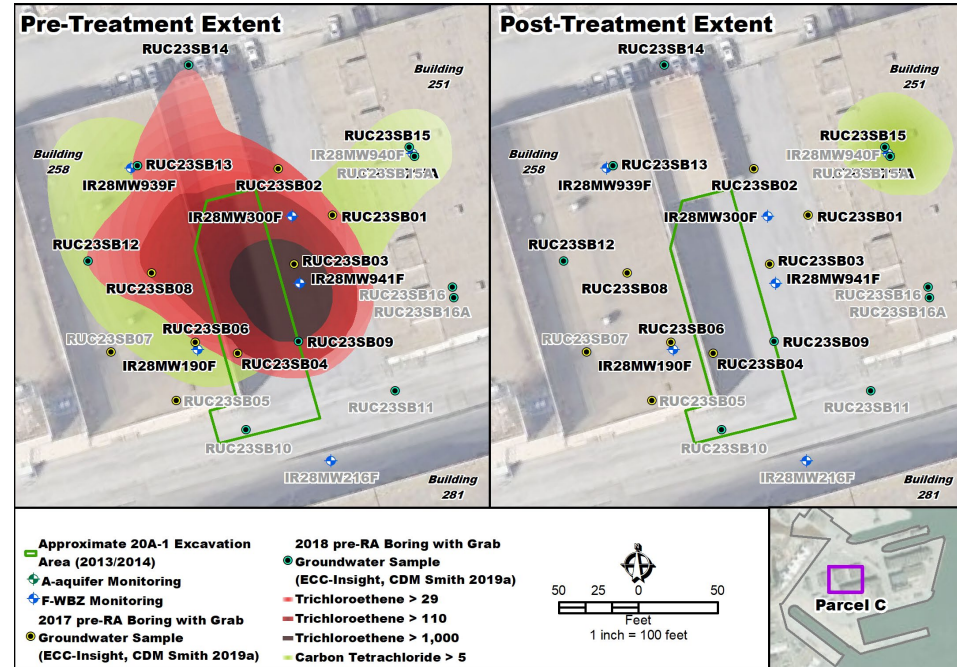 Pre-Treatment Extent
RUC23SB14
Building
251
RUC23SB15
IR28MW940F
Building
258
RUC23SB13
IR28MW939F
RUC23SB02
IR28MW300F
RUC23SB01
RUC23SB12
RUC23SB03
RUC23SB08
IR28MW941F
RUC23SB16
RUC23SB16A
RUC23SB06
RUC23SB07
RUC23SB09
IR28MW190F
RUC23SB04
RUC23SB05
RUC23SB11
RUC23SB10
IR28MW216F
Building
281
Post-Treatment Extent
RUC23SB14
Building
251
RUC23SB15
IR28MW940F
Building
258
RUC23SB13
IR28MW939F
RUC23SB02
IR28MW300F
RUC23SB01
RUC23SB12
RUC23SB03
RUC23SB08
IR28MW941F
RUC23SB16
RUC23SB16A
RUC23SB06
RUC23SB07
RUC23SB09
IR28MW190F
RUC23SB04
RUC23SB05
RUC23SB11
RUC23SB10
IR28MW216F
Building
281
Approximate 20A-1 Excavation
Area (2013/2014)
A-aquifer Monitoring
F-WBZ Monitoring
2017 pre-RA Boring with Grab
Groundwater Sample
(ECC-Insight, CDM Smith 2019a)
2018 pre-RA Boring with Grab
Groundwater Sample
(ECC-Insight, CDM Smith 2019a)
Trichloroethene > 29
Trichloroethene > 110
Trichloroethene > 1,000
Carbon Tetrachloride > 5
50 25 0 50
Feet
1 inch = 100 feet
Parcel C